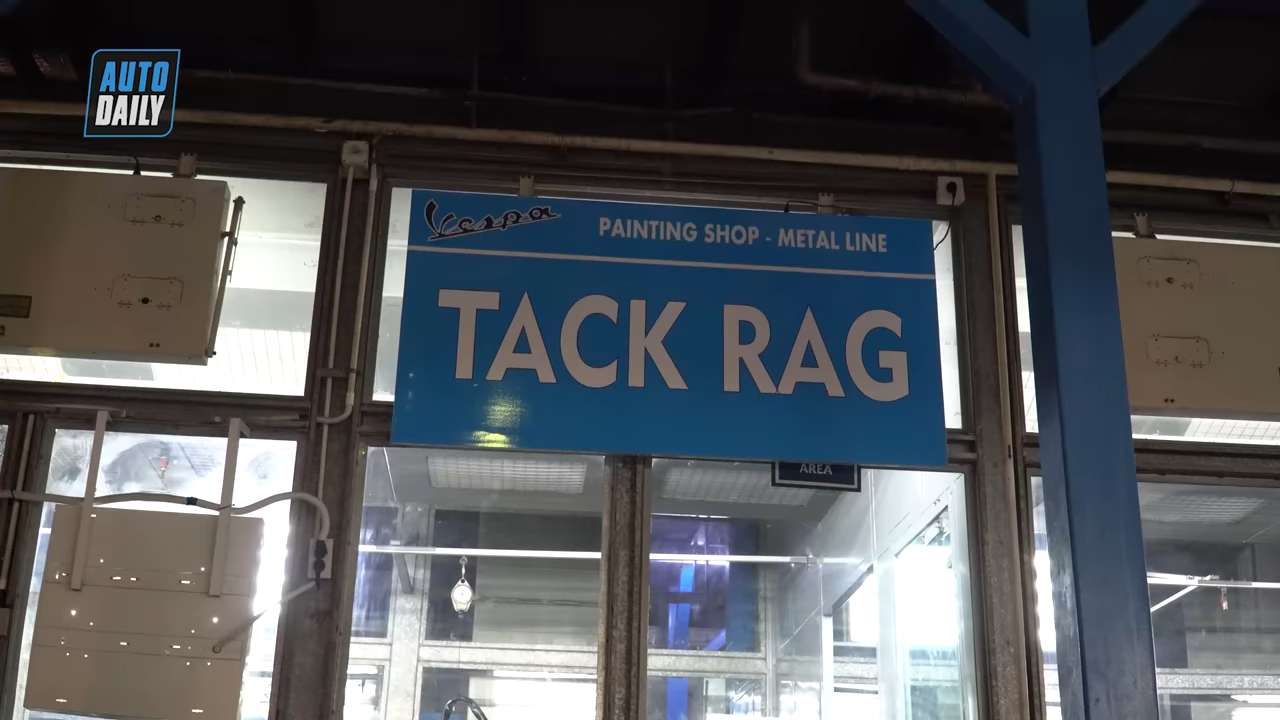 AUTO
DAILY
Vespa
PAINTING SHOP - METAL LINE
TACK RAG
AREA